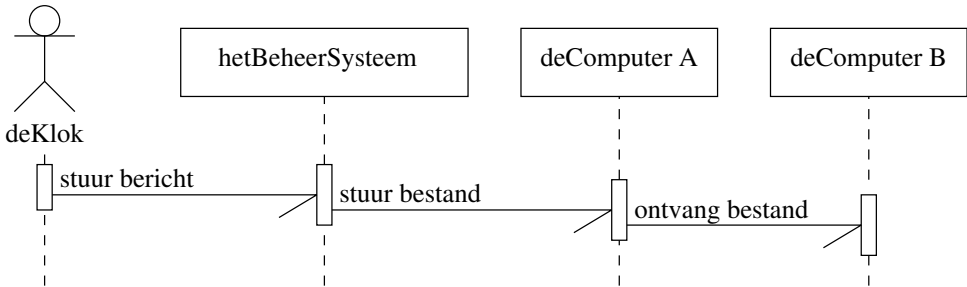 hetBeheerSysteem
deComputer A
deComputer B
deKlok
stuur bericht
stuur bestand
ontvang bestand